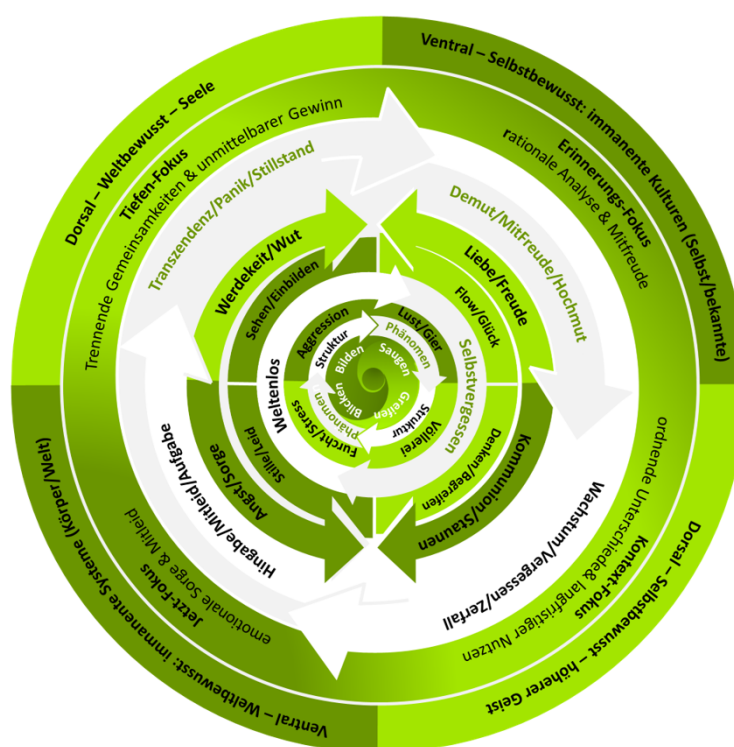 Dorsal – Weltbewusst – Seele
Ventral – Selbstbewusst: immanente Kulturen (Selbst/bekannte)
Dorsal – Selbstbewusst – höherer Geist
Ventral – Weltbewusst: immanente Systeme (Körper/Welt)
Tiefen-Fokus
Trennende Gemeinsamkeiten & unmittelbarer Gewinn
Erinnerungs-Fokus
rationale Analyse & Mitfreude
Kontext-Fokus
ordnende Unterschiede& langfristiger Nutzen
Jetzt-Fokus
emotionale Sorge & Mitleid
Transzendenz/Panik/Stillstand
Demut/MitFreude/Hochmut
Wachstum/Vergessen/Zerfall
Hingabe/Mitleid/Aufgabe
Werdekeit/Wut
Liebe/Freude
Kommunion/Staunen
Angst/Sorge
Sehen/Einbilden
Flow/Glück
Denken/Begreifen
Stille/Leid
Weltenlos
Selbstvergessen
Aggression
Lust/Gier
Völlerei
Furcht/Stress
Struktur
Phänomen
Struktur
Phänomen
Bilden
Saugen
Greifen
Blicken